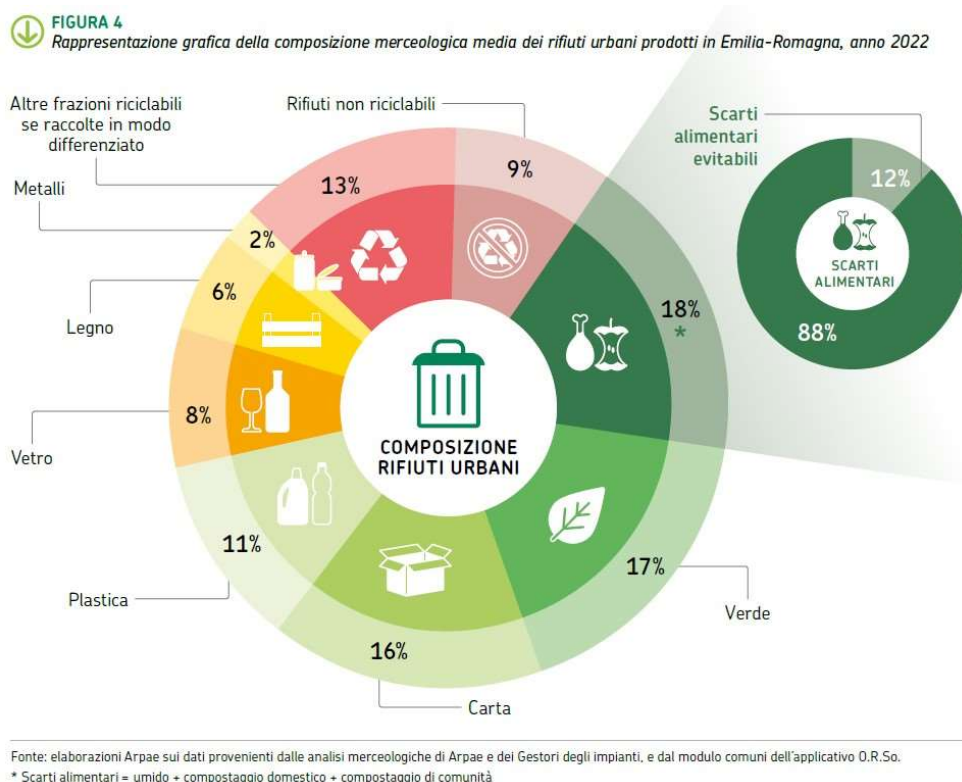 FIGURA 4
Rappresentazione grafica della composizione merceologica media dei rifiuti urbani prodotti in Emilia-Romagna, anno 2022
Altre frazioni riciclabili
se raccolte in modo
differenziato
Rifiuti non riciclabili
Scarti
alimentari
evitabili
Metalli
13%
9%
12%
2%
SCARTI
ALIMENTARI
6%
Legno
18%
*
88%
8%
COMPOSIZIONE
RIFIUTI URBANI
Vetro
11%
17%
Plastica
Verde
16%
Carta
Fonte: elaborazioni Arpae sui dati provenienti dalle analisi merceologiche di Arpae e dei Gestori degli impianti, e dal modulo comuni dell'applicativo O.R.So.
* Scarti alimentari = umido + compostaggio domestico + compostaggio di comunità